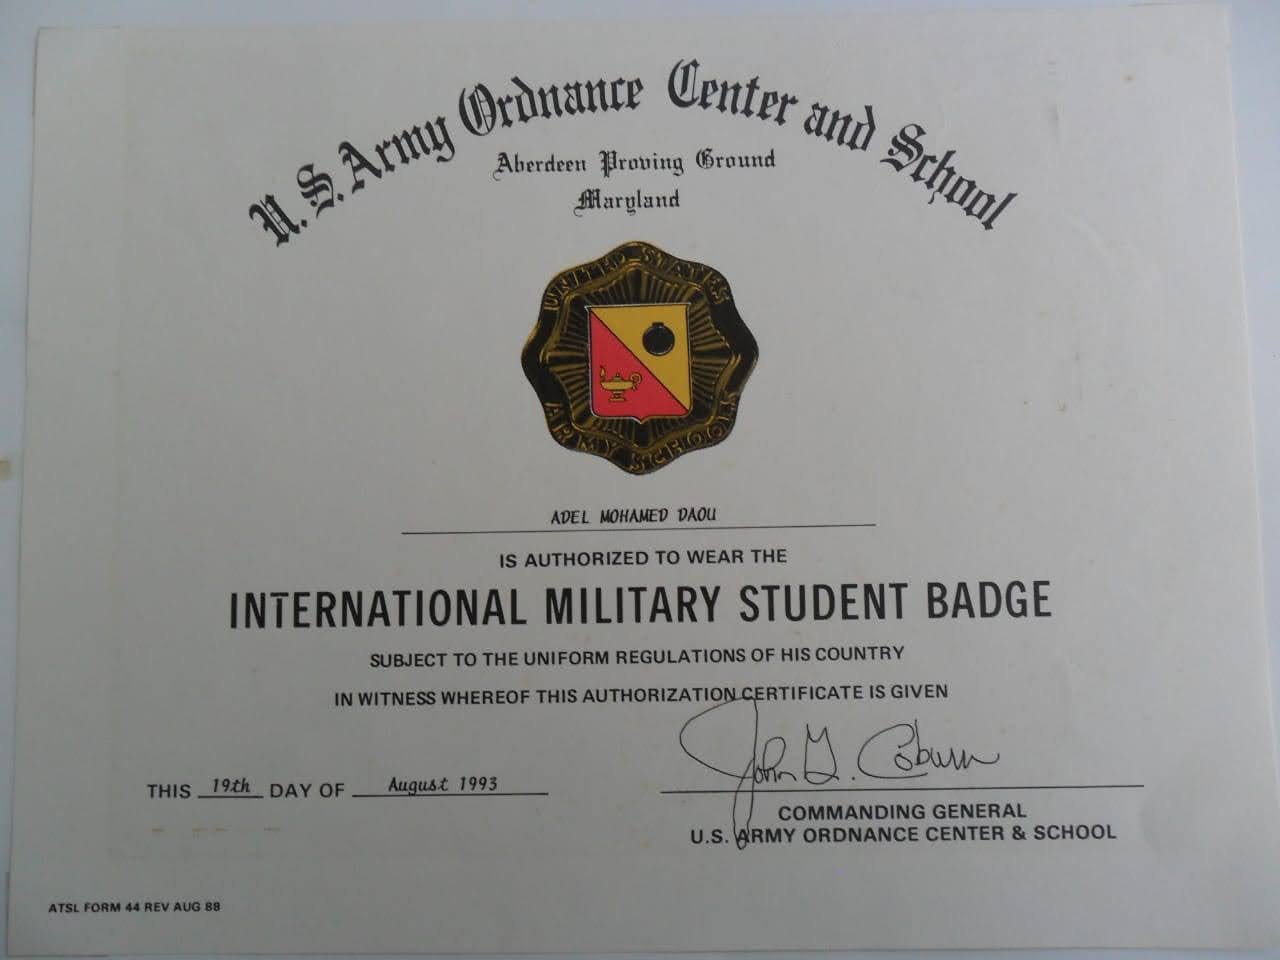 U.S. Army Ordnance Center and School
Aberdeen Proving Ground
Maryland
UNITED STATES
ARMY SCHOOLS
ADEL MOHAMED DAOU
IS AUTHORIZED TO WEAR THE
INTERNATIONAL MILITARY STUDENT BADGE
SUBJECT TO THE UNIFORM REGULATIONS OF HIS COUNTRY
IN WITNESS WHEREOF THIS AUTHORIZATION CERTIFICATE IS GIVEN
John G. Coburn
THIS 19th DAY OF August 1993
COMMANDING GENERAL
U.S. ARMY ORDNANCE CENTER & SCHOOL
ATSL FORM 44 REV AUG 88